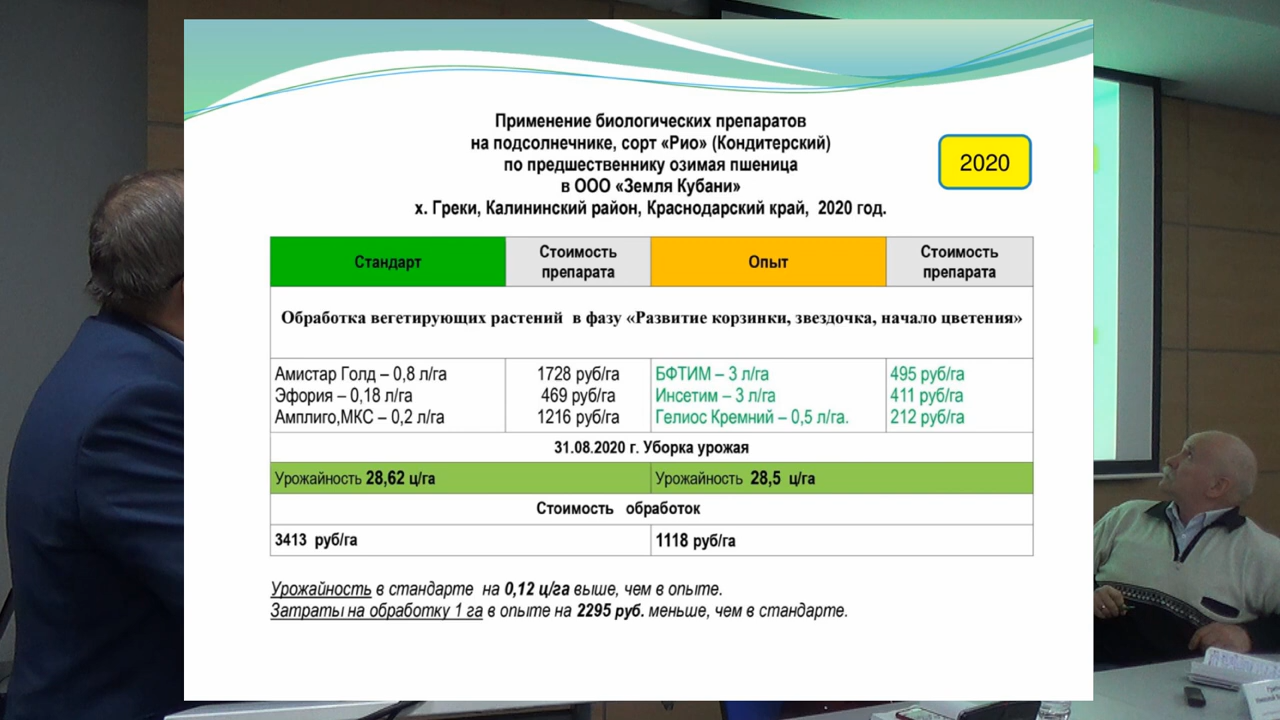 Применение биологических препаратов
на подсолнечнике, сорт «Рио» (Кондитерский)
по предшественнику озимая пшеница
в ООО «Земля Кубани»
х. Греки, Калининский район, Краснодарский край, 2020 год.
2020
Стандарт
Стоимость
препарата
Опыт
Стоимость
препарата
Обработка вегетирующих растений в фазу «Развитие корзинки, звездочка, начало цветения»
Амистар Голд – 0,8 л/га 1728 руб/га БФТИМ – 3 л/га 495 руб/га
Эфория – 0,18 л/га 469 руб/га Инсетим – 3 л/га 411 руб/га
Амплиго,МКС – 0,2 л/га 1216 руб/га Гелиос Кремний – 0,5 л/га. 212 руб/га
31.08.2020 г. Уборка урожая
Урожайность 28,62 ц/га Урожайность 28,5 ц/га
Стоимость обработок
3413 руб/га 1118 руб/га
Урожайность в стандарте на 0,12 ц/га выше, чем в опыте.
Затраты на обработку 1 га в опыте на 2295 руб. меньше, чем в стандарте.